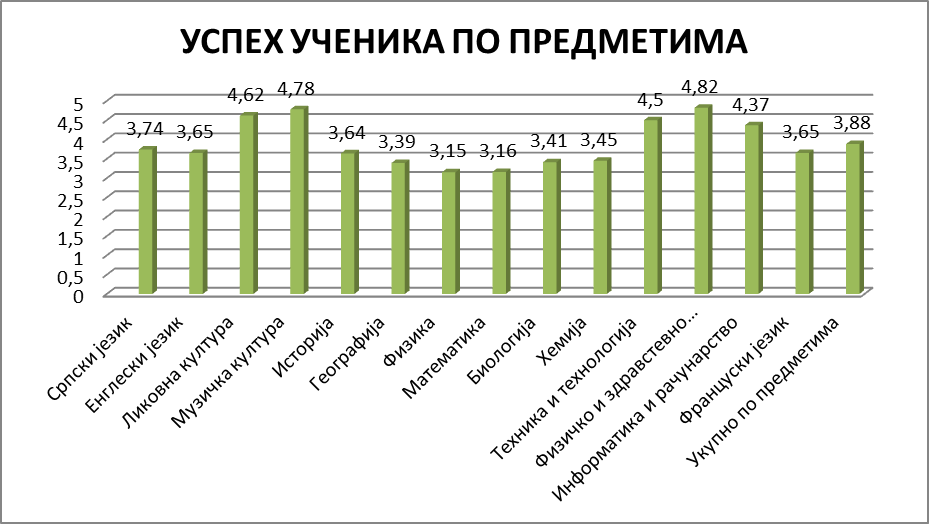 УСПЕХ УЧЕНИКА ПО ПРЕДМЕТИМА
5
4,5
4
3,5
3
2,5
2
1,5
1
0,5
0
3,74
3,65
4,62
4,78
3,64
3,39
3,15
3,16
3,41
3,45
4,5
4,82
4,37
3,65
3,88
Српски језик
Енглески језик
Ликовна култура
Музичка култура
Историја
Географија
Физика
Математика
Биологија
Хемија
Техника и технологија
Физичко и здравствено...
Информатика и рачунарство
Француски језик
Укупно по предметима